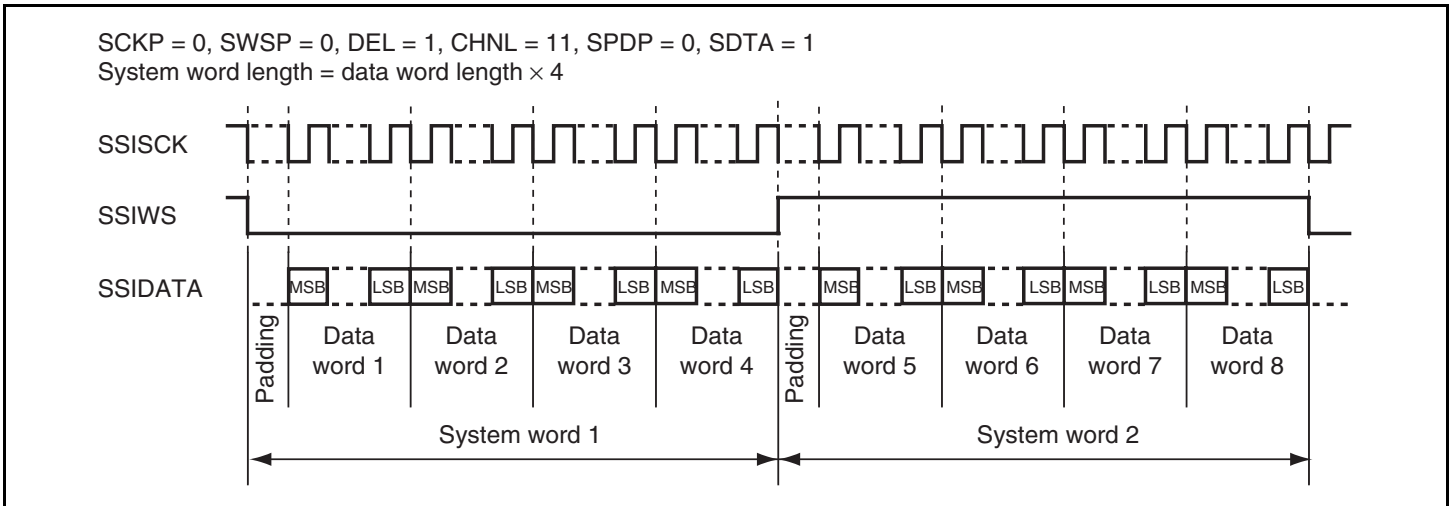 SCKP = 0, SWSP = 0, DEL = 1, CHNL = 11, SPDP = 0, SDTA = 1
System word length = data word length × 4
SSISCK
SSIWS
SSIDATA
MSB LSB MSB LSB MSB LSB MSB LSB MSB LSB MSB LSB MSB LSB MSB LSB
Padding
Data word 1
Data word 2
Data word 3
Data word 4
Padding
Data word 5
Data word 6
Data word 7
Data word 8
System word 1
System word 2